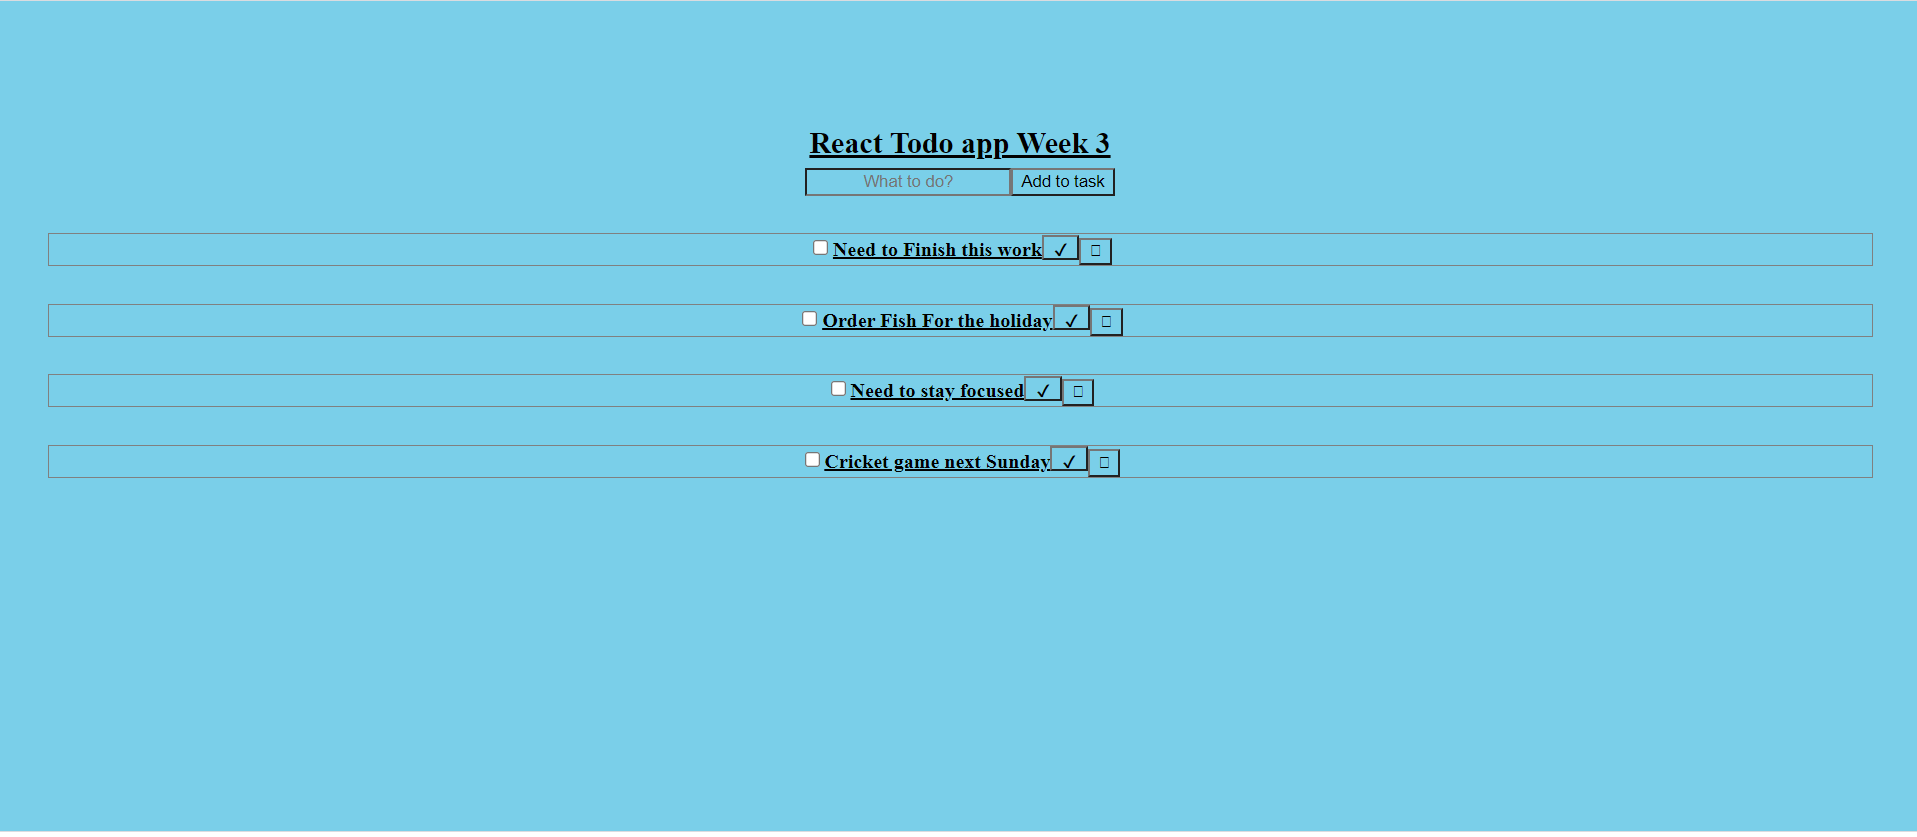 React Todo app Week 3
What to do? Add to task
Need to Finish this work ✓
Order Fish For the holiday ✓
Need to stay focused ✓
Cricket game next Sunday ✓